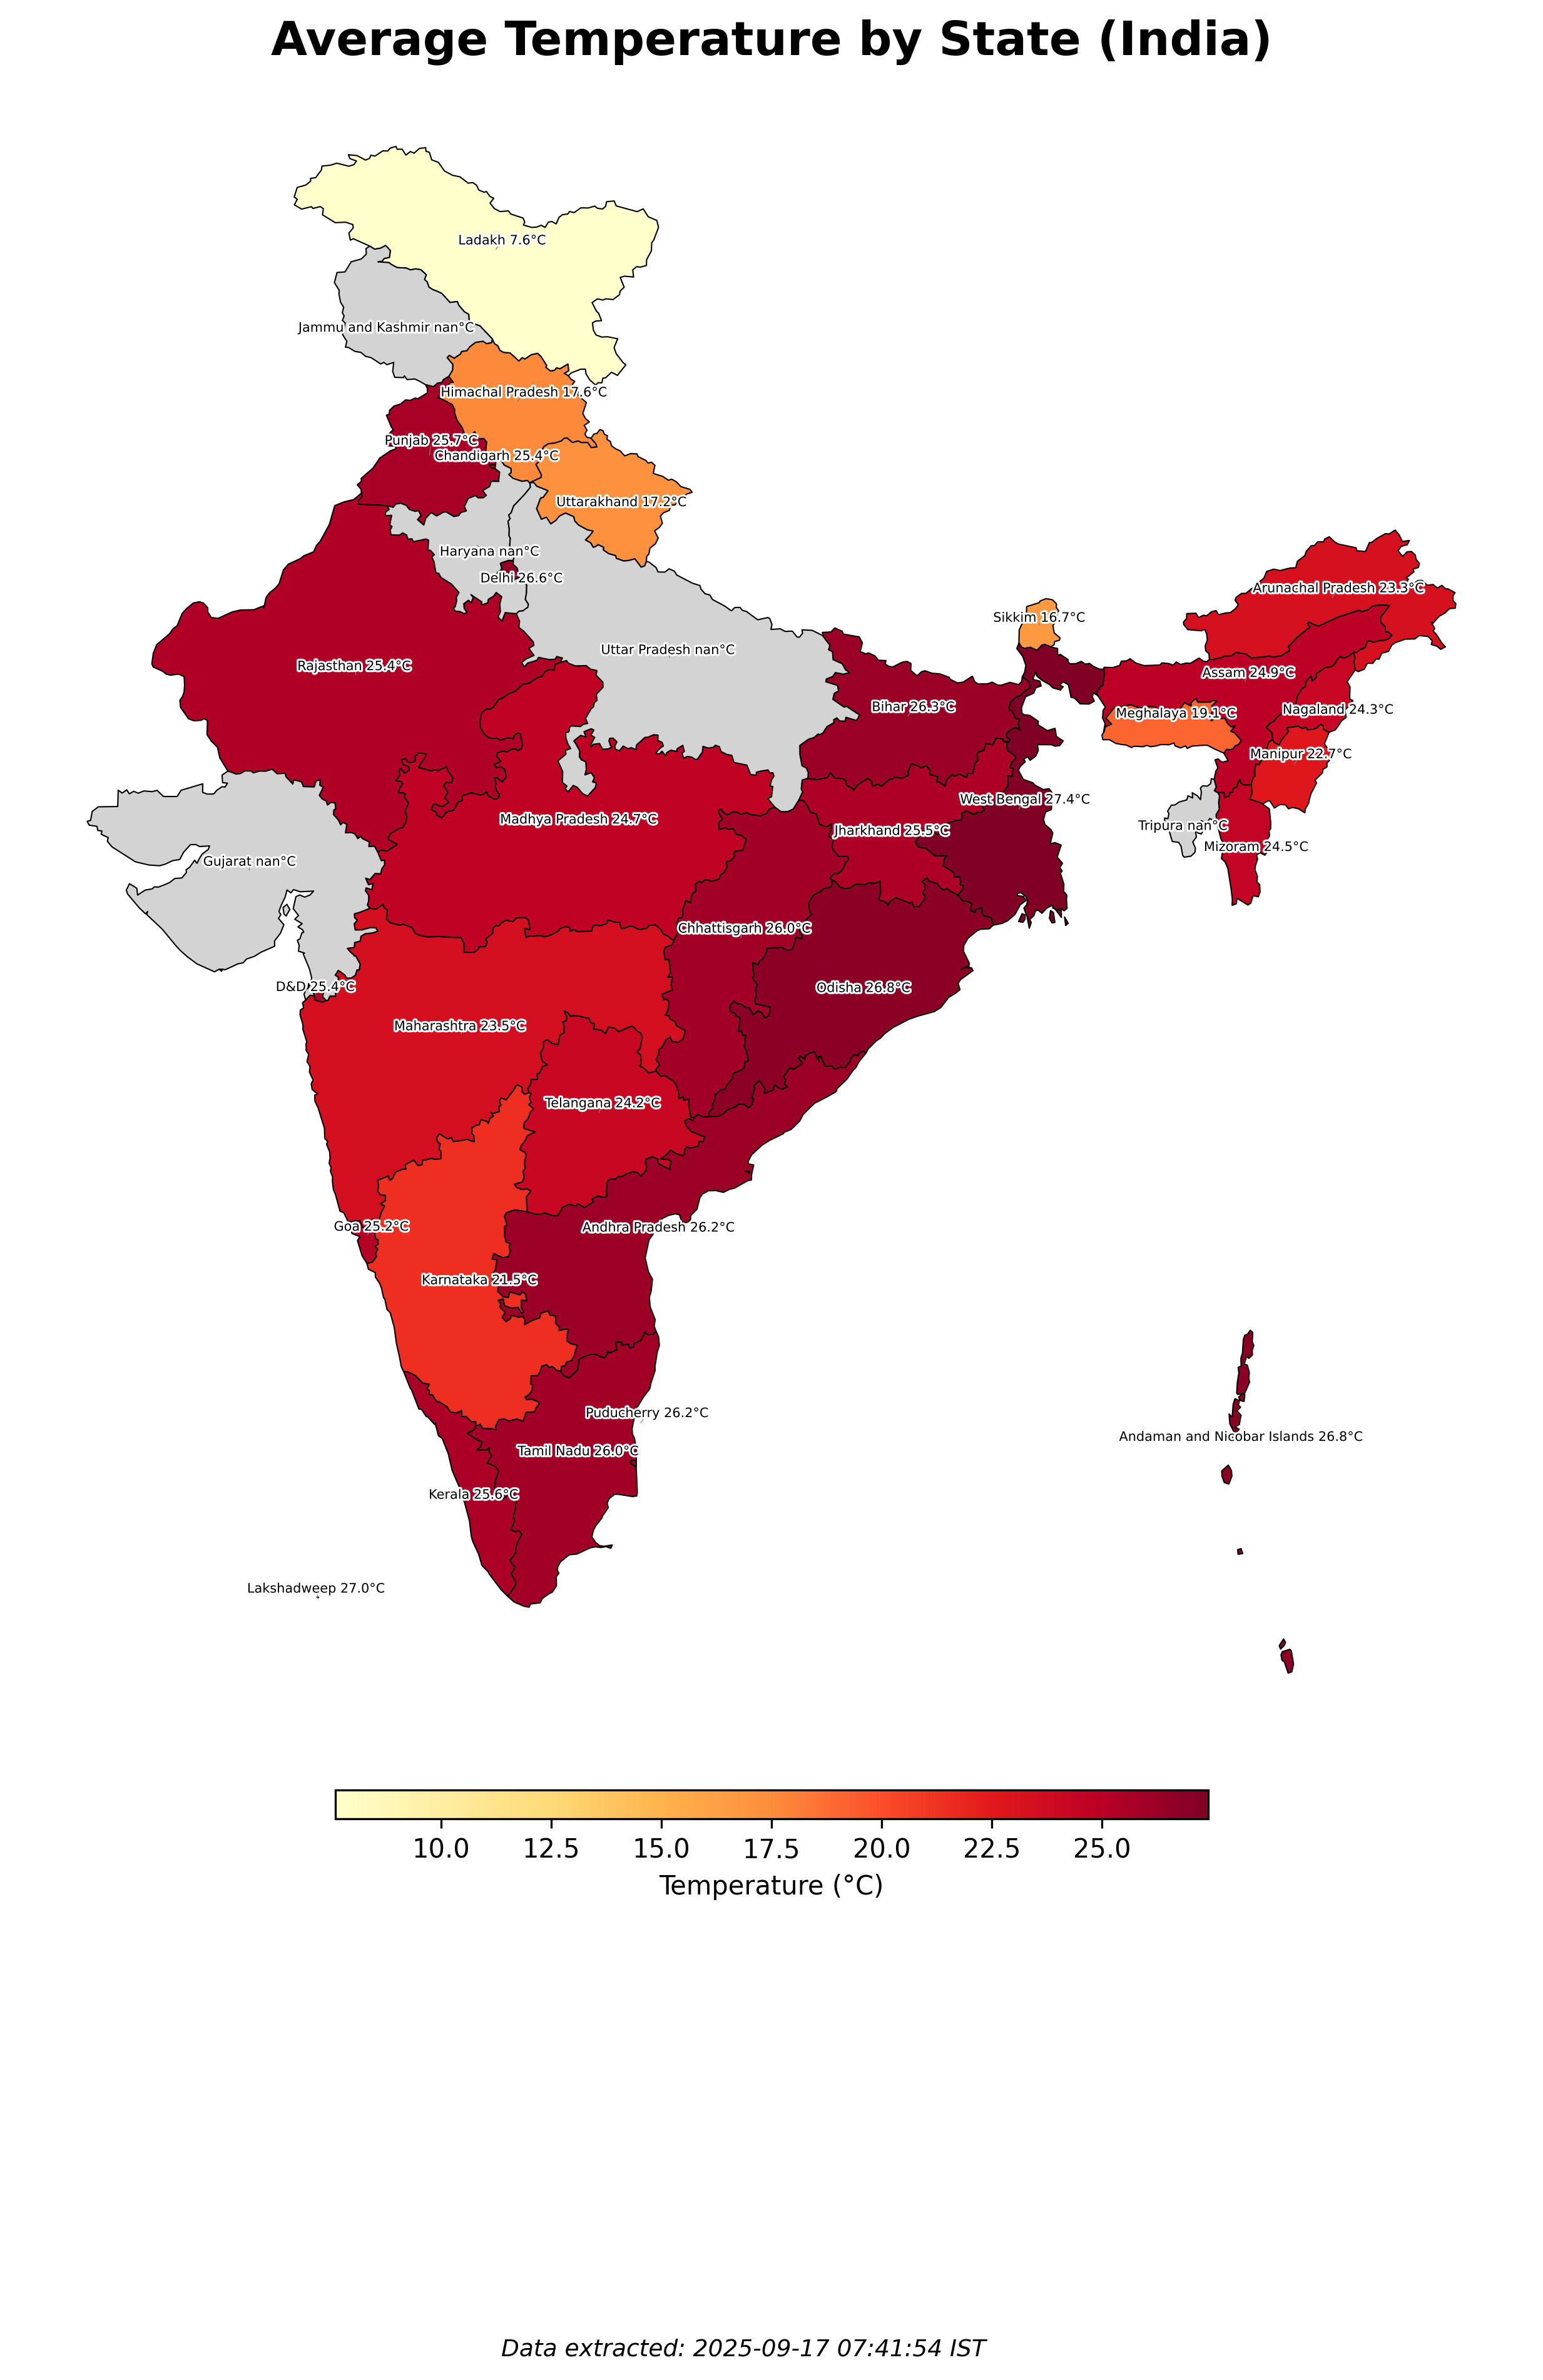 Average Temperature by State (India)
Ladakh 7.6°C
Jammu and Kashmir nan°C
Himachal Pradesh 17.6°C
Punjab 25.7°C
Chandigarh 25.4°C
Uttarakhand 17.2°C
Haryana nan°C
Delhi 26.6°C
Arunachal Pradesh 23.3°C
Sikkim 16.7°C
Uttar Pradesh nan°C
Rajasthan 25.4°C
Assam 24.9°C
Bihar 26.3°C
Meghalaya 19.1°C
Nagaland 24.3°C
Manipur 22.7°C
West Bengal 27.4°C
Madhya Pradesh 24.7°C
Jharkhand 25.5°C
Tripura nan°C
Mizoram 24.5°C
Gujarat nan°C
Chhattisgarh 26.0°C
D&D 25.4°C
Odisha 26.8°C
Maharashtra 23.5°C
Telangana 24.2°C
Goa 25.2°C
Andhra Pradesh 26.2°C
Karnataka 21.5°C
Puducherry 26.2°C
Andaman and Nicobar Islands 26.8°C
Tamil Nadu 26.0°C
Kerala 25.6°C
Lakshadweep 27.0°C
10.0 12.5 15.0 17.5 20.0 22.5 25.0
Temperature (°C)
Data extracted: 2025-09-17 07:41:54 IST